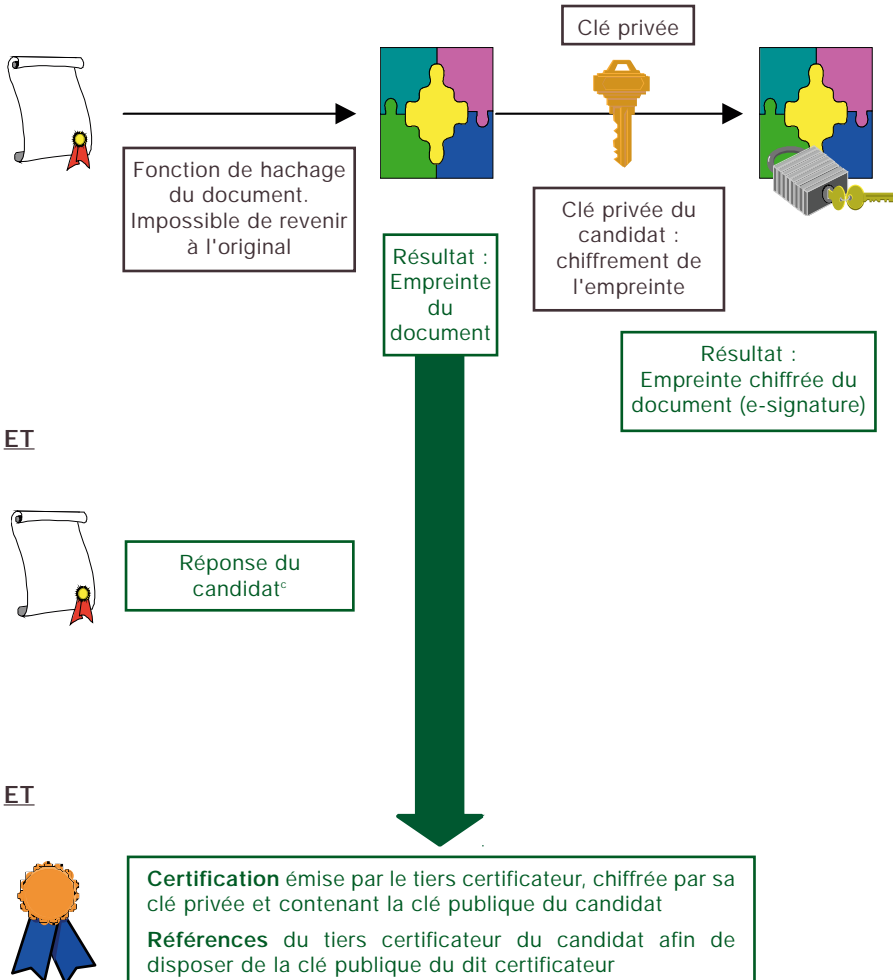 Clé privée
Fonction de hachage
du document.
Impossible de revenir
à l'original
Clé privée du
candidat :
chiffrement de
l'empreinte
Résultat :
Empreinte
du
document
Résultat :
Empreinte chiffrée du
document (e-signature)
ET
Réponse du
candidatᶜ
ET
Certification émise par le tiers certificateur, chiffrée par sa
clé privée et contenant la clé publique du candidat
Références du tiers certificateur du candidat afin de
disposer de la clé publique du dit certificateur